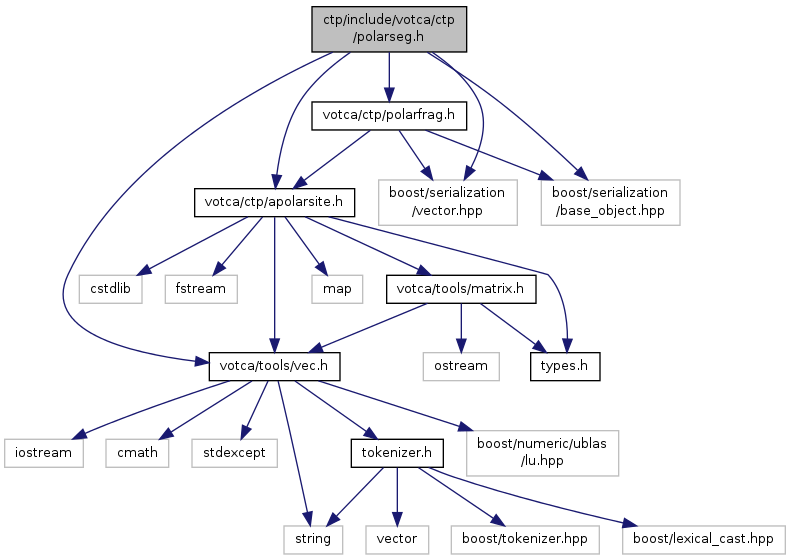 ctp/include/votca/ctp
/polarseg.h
votca/ctp/polarfrag.h
votca/ctp/apolarsite.h
boost/serialization
/vector.hpp
boost/serialization
/base_object.hpp
cstdlib
fstream
map
votca/tools/matrix.h
votca/tools/vec.h
ostream
types.h
iostream
cmath
stdexcept
tokenizer.h
boost/numeric/ublas
/lu.hpp
string
vector
boost/tokenizer.hpp
boost/lexical_cast.hpp